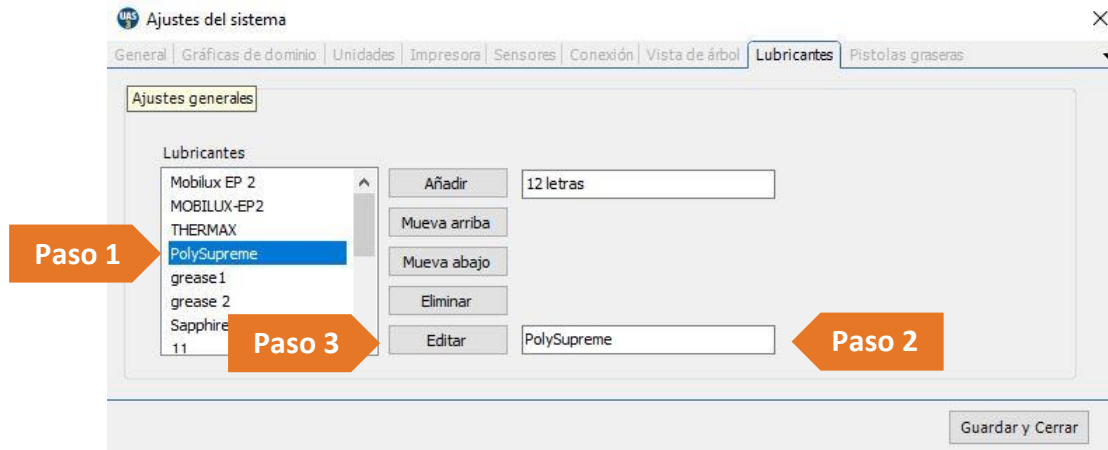 UAS
3
Ajustes del sistema
General Gráficas de dominio Unidades Impresora Sensores Conexión Vista de árbol Lubricantes Pistolas graseras
Ajustes generales
Lubricantes
Mobilux EP 2
MOBILUX-EP2
THERMAX
PolySupreme
grease1
grease 2
Sapphire
11
Añadir
12 letras
Mueva arriba
Mueva abajo
Eliminar
Editar
PolySupreme
Paso 1
Paso 3
Paso 2
Guardar y Cerrar